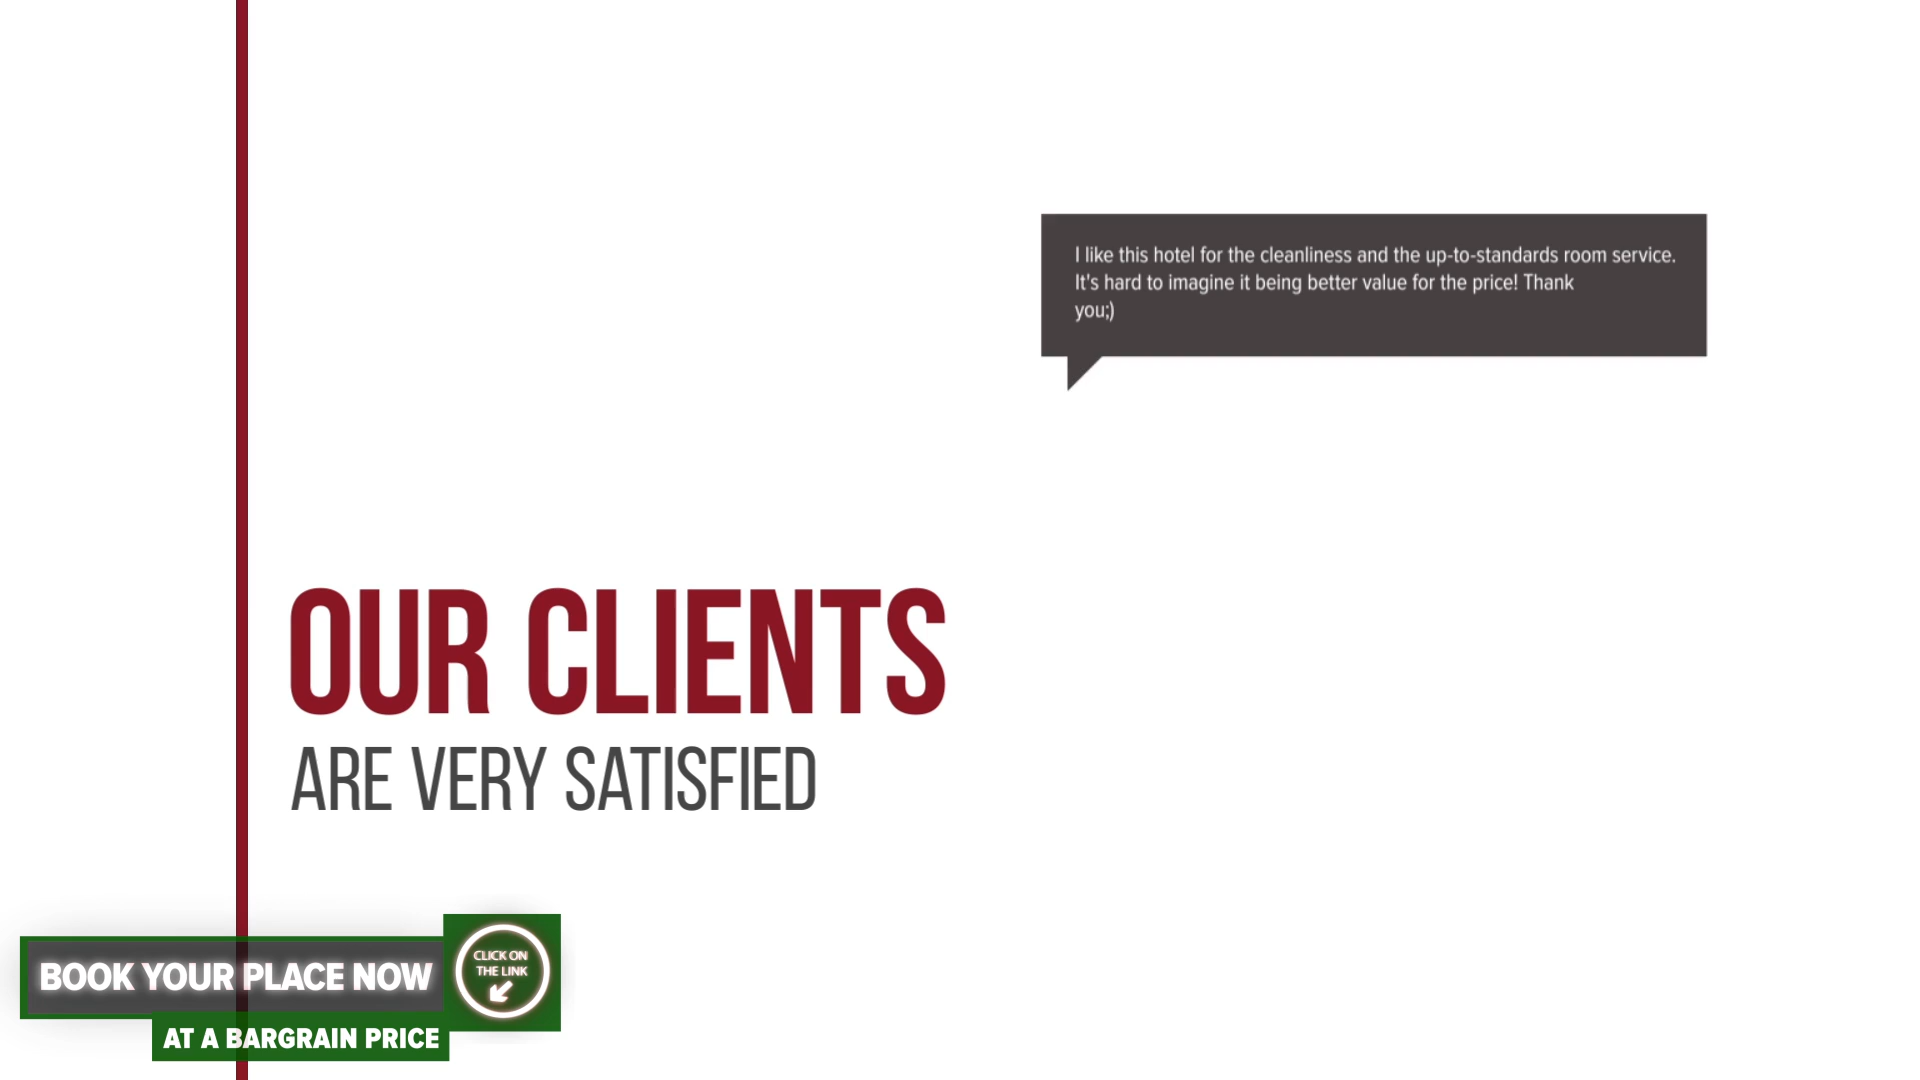 I like this hotel for the cleanliness and the up-to-standards room service.
It's hard to imagine it being better value for the price! Thank
you;)
OUR CLIENTS
ARE VERY SATISFIED
BOOK YOUR PLACE NOW
CLICK ON
THE LINK
AT A BARGRAIN PRICE